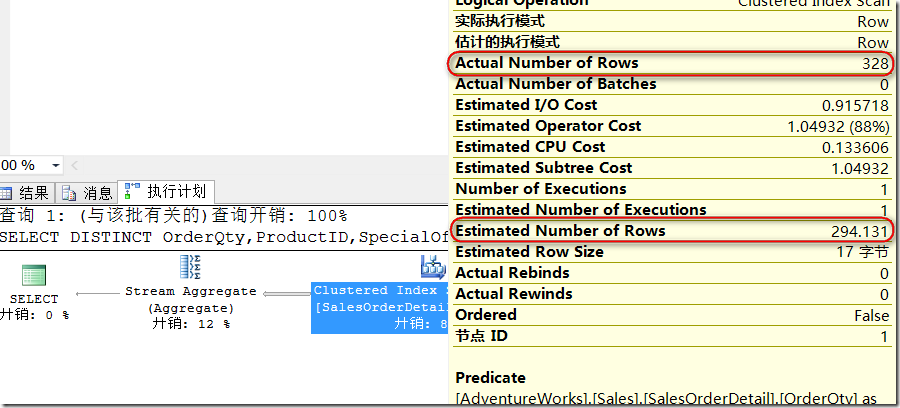 Logical Operation Clustered Index Scan
实际执行模式 Row
估计的执行模式 Row
Actual Number of Rows 328
Actual Number of Batches 0
Estimated I/O Cost 0.915718
Estimated Operator Cost 1.04932 (88%)
Estimated CPU Cost 0.133606
Estimated Subtree Cost 1.04932
Number of Executions 1
Estimated Number of Executions 1
Estimated Number of Rows 294.131
Estimated Row Size 17 字节
Actual Rebinds 0
Actual Rewinds 0
Ordered False
节点 ID 1
Predicate
[AdventureWorks].[Sales].[SalesOrderDetail].[OrderQty] as
00 %
结果 消息 执行计划
查询 1: (与该批有关的)查询开销: 100%
SELECT DISTINCT OrderQty,ProductID,SpecialOf
SELECT
开销: 0 %
Stream Aggregate
(Aggregate)
开销: 12 %
Clustered Index S
[SalesOrderDetail
开销: 8